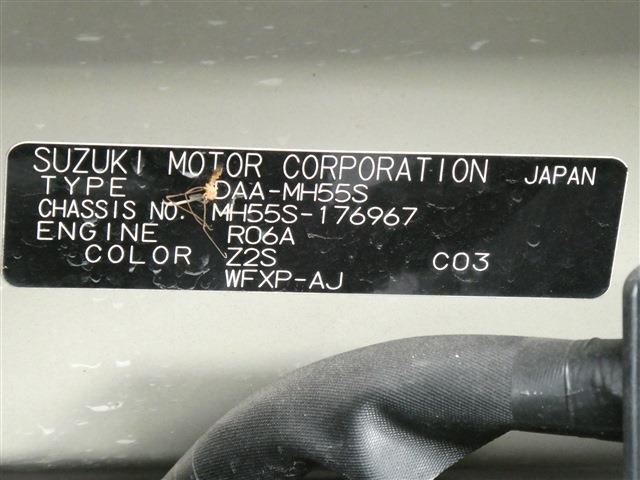 SUZUKI MOTOR CORPORATION JAPAN
TYPE DAA-MH55S
CHASSIS NO. MH55S-176967
ENGINE R06A
COLOR Z2S C03
WFXP-AJ